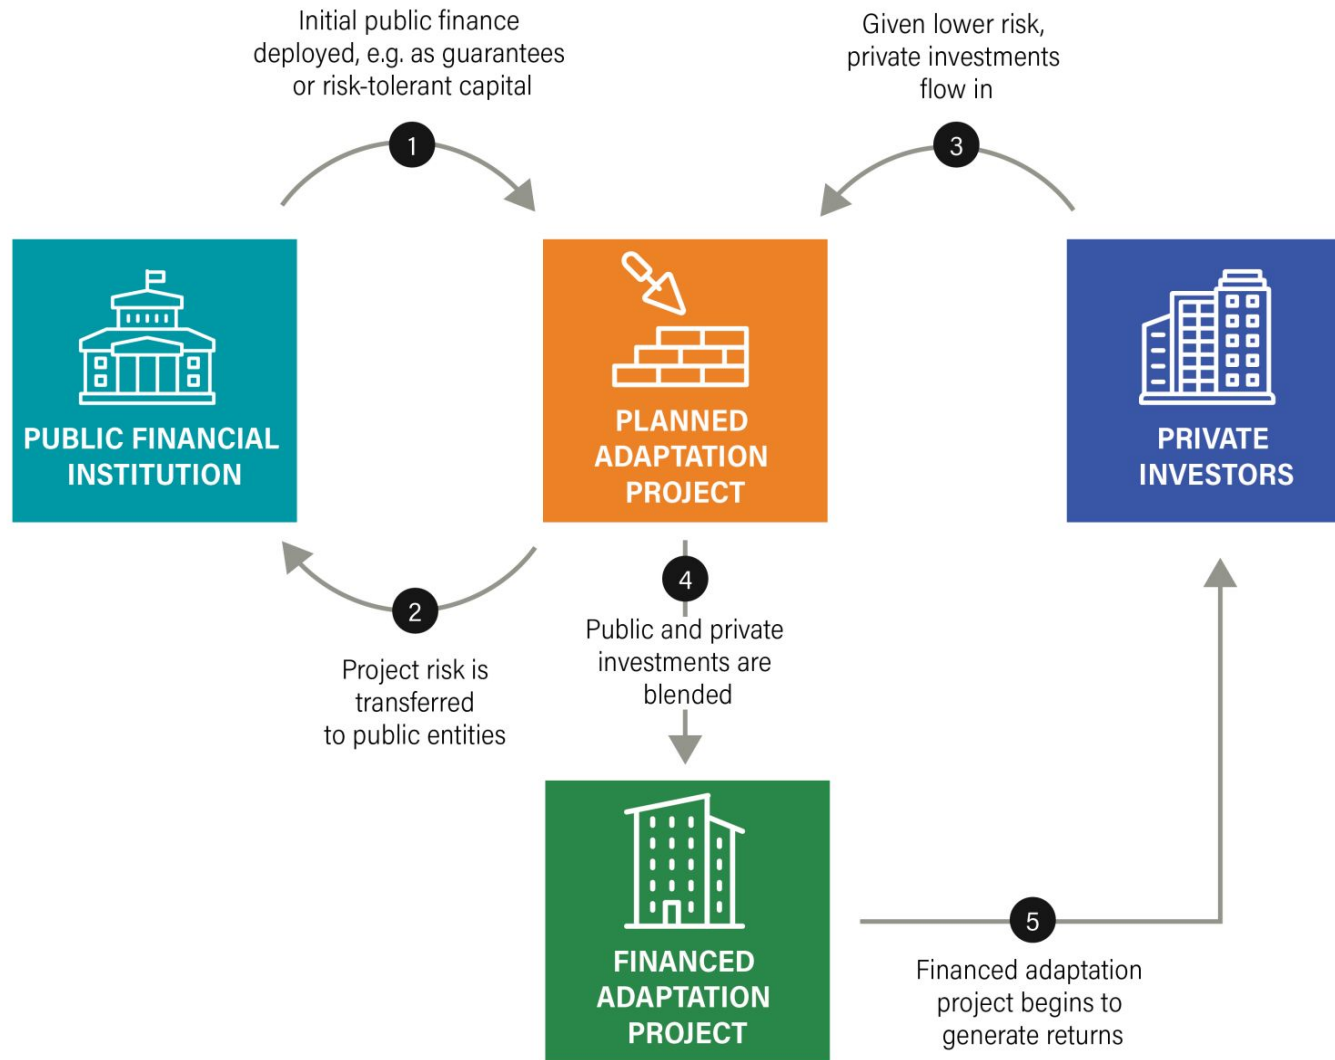 Initial public finance
deployed, e.g. as guarantees
or risk-tolerant capital
1
Given lower risk,
private investments
flow in
3
PUBLIC FINANCIAL
INSTITUTION
PLANNED
ADAPTATION
PROJECT
PRIVATE
INVESTORS
2
Project risk is
transferred
to public entities
4
Public and private
investments are
blended
FINANCED
ADAPTATION
PROJECT
5
Financed adaptation
project begins to
generate returns